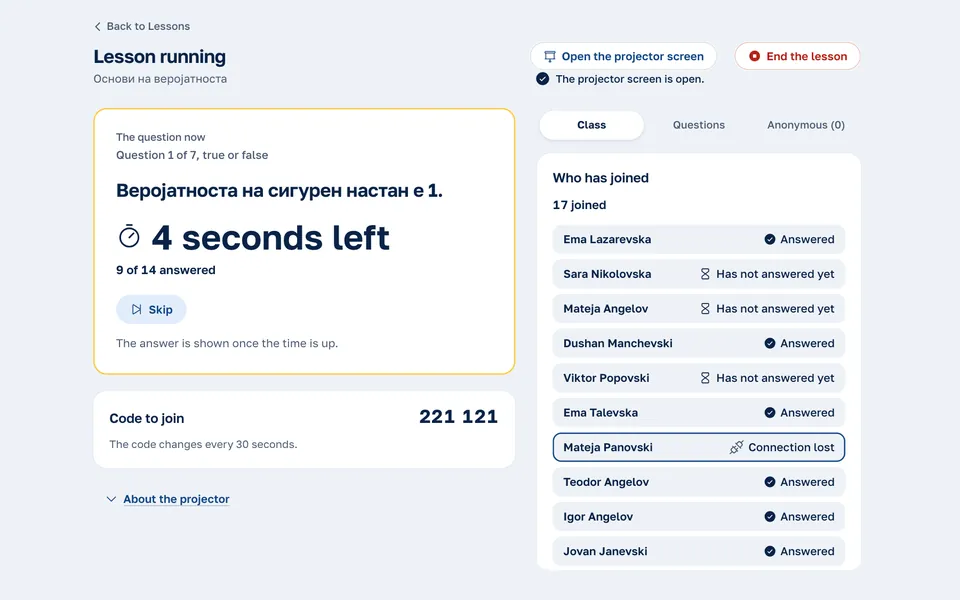 Back to Lessons
Lesson running
Основи на веројатноста
Open the projector screen
End the lesson
The projector screen is open.
The question now
Question 1 of 7, true or false
Веројатноста на сигурен настан е 1.
4 seconds left
9 of 14 answered
Skip
The answer is shown once the time is up.
Code to join
221 121
The code changes every 30 seconds.
About the projector
Class
Questions
Anonymous (0)
Who has joined
17 joined
Ema Lazarevska Answered
Sara Nikolovska Has not answered yet
Mateja Angelov Has not answered yet
Dushan Manchevski Answered
Viktor Popovski Has not answered yet
Ema Talevska Answered
Mateja Panovski Connection lost
Teodor Angelov Answered
Igor Angelov Answered
Jovan Janevski Answered